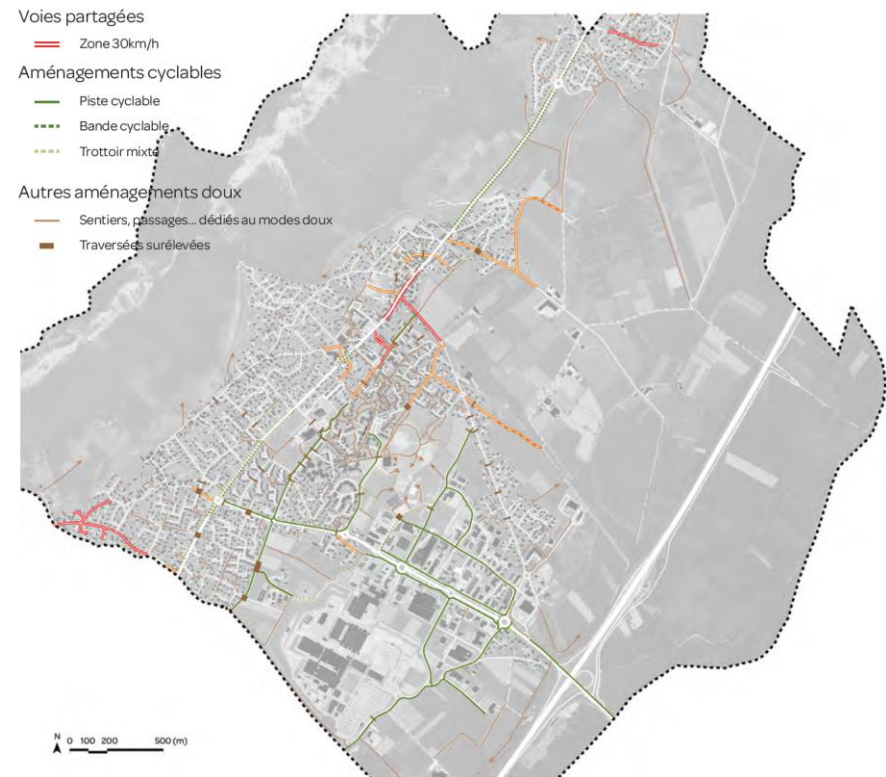 Voies partagées
Zone 30km/h
Aménagements cyclables
Piste cyclable
Bande cyclable
Trottoir mixte
Autres aménagements doux
Sentiers, passages... dédiés au modes doux
Traversées surélevées
N 0 100 200 500 (m)